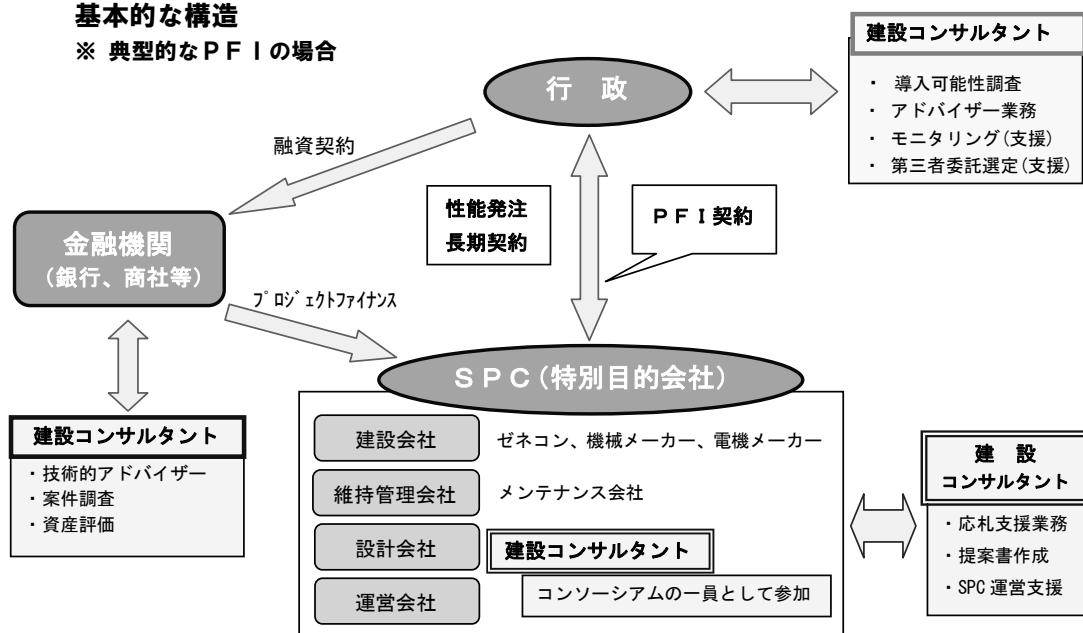 基本的な構造
※ 典型的なＰＦＩの場合
行 政
建設コンサルタント
・ 導入可能性調査
・ アドバイザー業務
・ モニタリング(支援)
・ 第三者委託選定(支援)
融資契約
性能発注
長期契約
ＰＦＩ契約
金融機関
（銀行、商社等）
ﾌﾟﾛｼﾞｪｸﾄﾌｧｲﾅﾝｽ
ＳＰＣ(特別目的会社)
建設コンサルタント
・技術的アドバイザー
・案件調査
・資産評価
建設会社
ゼネコン、機械メーカー、電機メーカー
維持管理会社
メンテナンス会社
設計会社
建設コンサルタント
コンソーシアムの一員として参加
運営会社
建 設
コンサルタント
・応札支援業務
・提案書作成
・SPC 運営支援